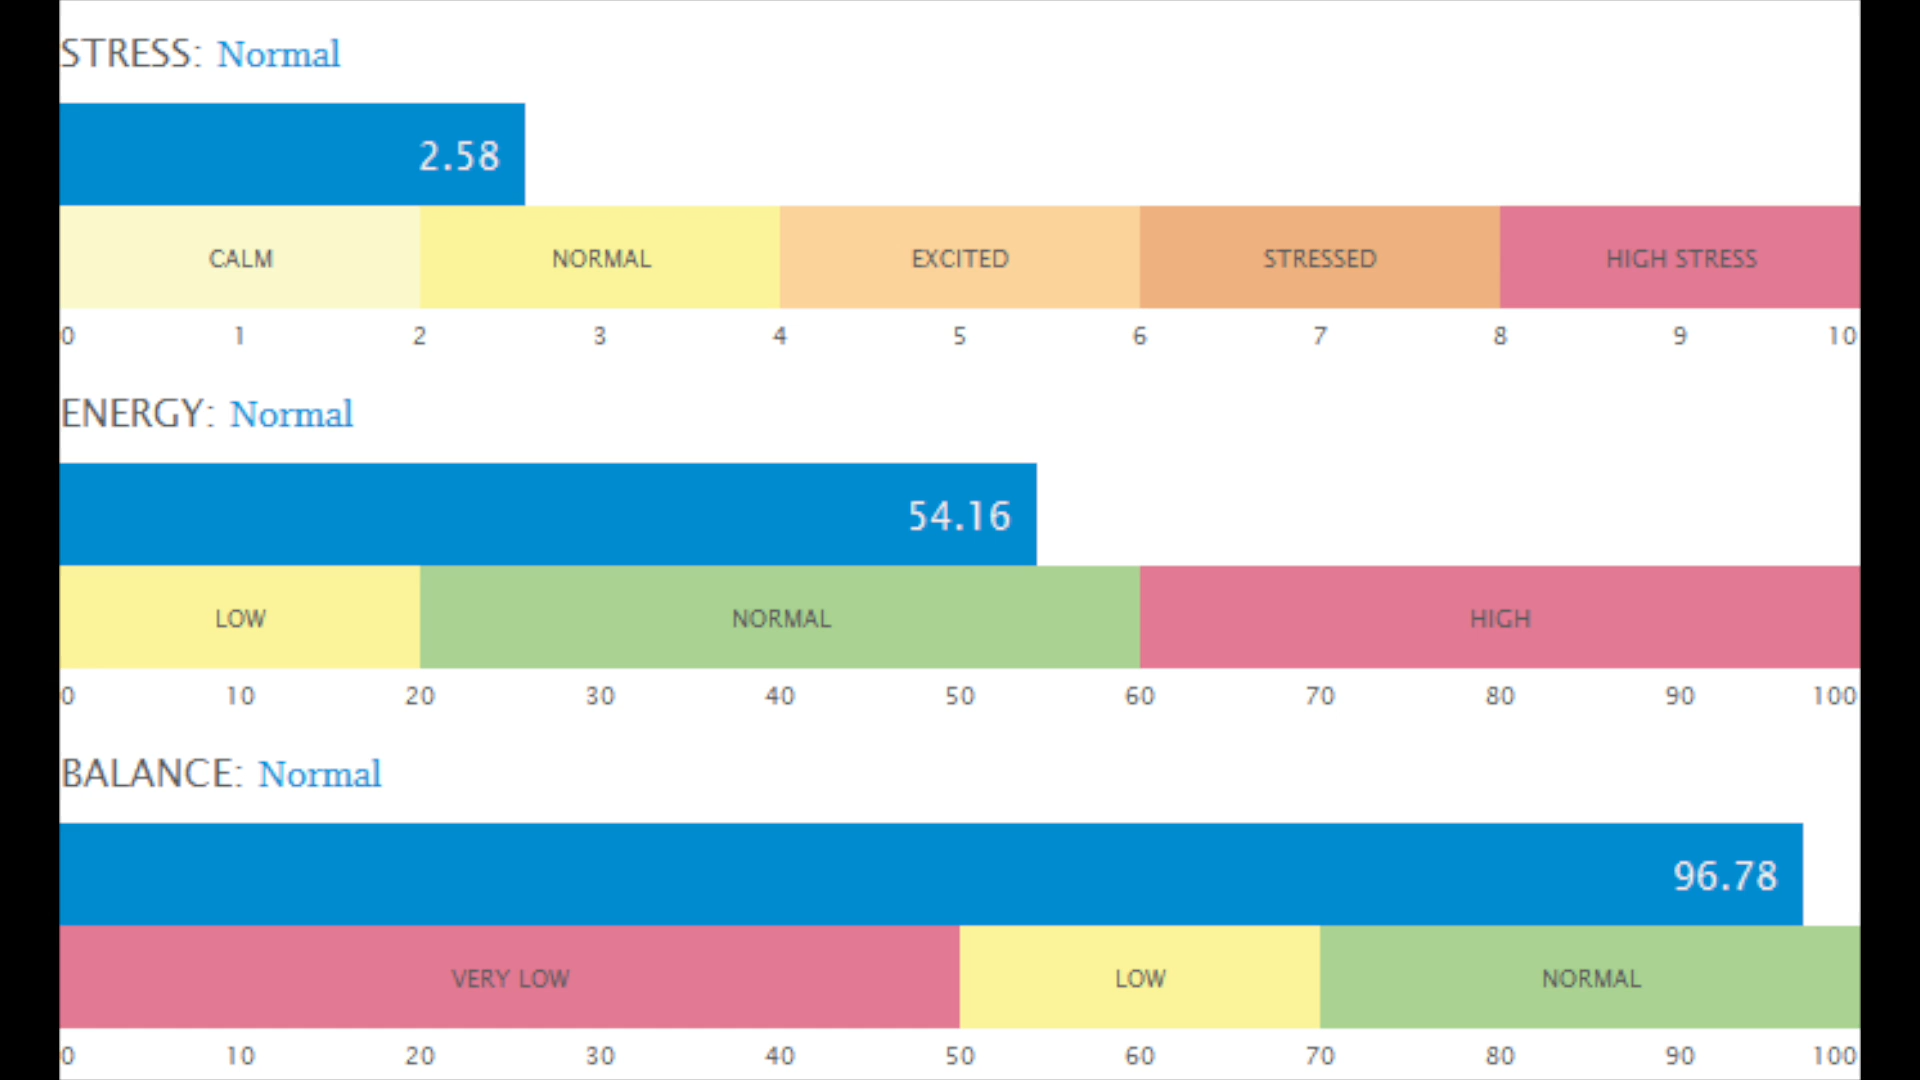 STRESS: Normal
2.58
CALM NORMAL EXCITED STRESSED HIGH STRESS
0 1 2 3 4 5 6 7 8 9 10
ENERGY: Normal
54.16
LOW NORMAL HIGH
0 10 20 30 40 50 60 70 80 90 100
BALANCE: Normal
96.78
VERY LOW LOW NORMAL
0 10 20 30 40 50 60 70 80 90 100